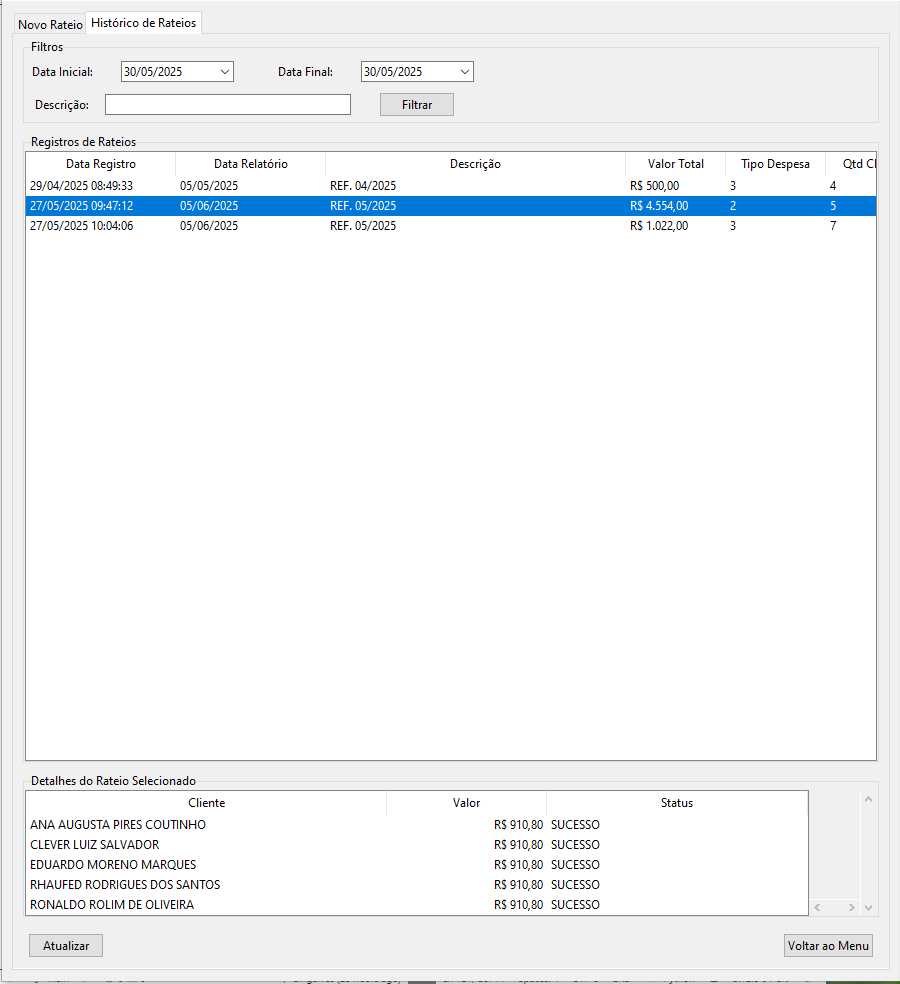 Novo Rateio Histórico de Rateios
Filtros
Data Inicial: 30/05/2025 Data Final: 30/05/2025
Descrição: Filtrar
Registros de Rateios
Data Registro Data Relatório Descrição Valor Total Tipo Despesa Qtd Cl
29/04/2025 08:49:33 05/05/2025 REF. 04/2025 R$ 500,00 3 4
27/05/2025 09:47:12 05/06/2025 REF. 05/2025 R$ 4.554,00 2 5
27/05/2025 10:04:06 05/06/2025 REF. 05/2025 R$ 1.022,00 3 7
Detalhes do Rateio Selecionado
Cliente Valor Status
ANA AUGUSTA PIRES COUTINHO R$ 910,80 SUCESSO
CLEVER LUIZ SALVADOR R$ 910,80 SUCESSO
EDUARDO MORENO MARQUES R$ 910,80 SUCESSO
RHAUFED RODRIGUES DOS SANTOS R$ 910,80 SUCESSO
RONALDO ROLIM DE OLIVEIRA R$ 910,80 SUCESSO
Atualizar Voltar ao Menu